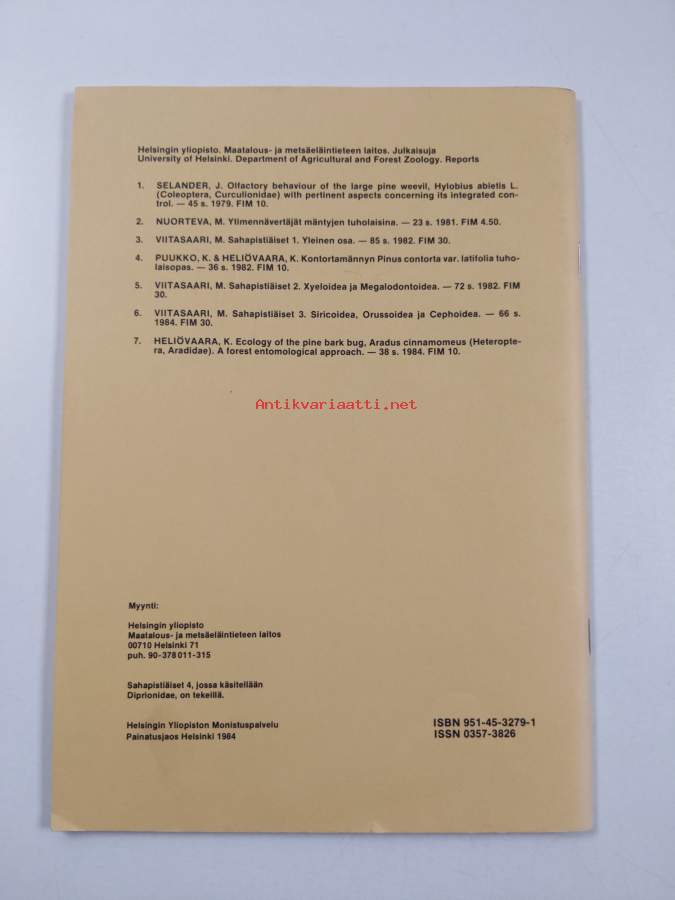 Helsingin yliopisto. Maatalous- ja metsäeläintieteen laitos. Julkaisuja
University of Helsinki. Department of Agricultural and Forest Zoology. Reports
1. SELANDER, J. Olfactory behaviour of the large pine weevil, Hylobius abietis L.
(Coleoptera, Curculionidae) with pertinent aspects concerning its integrated con-
trol. — 45 s. 1979. FIM 10.
2. NUORTEVA, M. Ytimennävertäjät mäntyjen tuholaisina. — 23 s. 1981. FIM 4.50.
3. VIITASAARI, M. Sahapistiäiset 1. Yleinen osa. — 85 s. 1982. FIM 30.
4. PUUKKO, K. & HELIÖVAARA, K. Kontortamännyn Pinus contorta var. latifolia tuho-
laisopas. — 36 s. 1982. FIM 10.
5. VIITASAARI, M. Sahapistiäiset 2. Xyeloidea ja Megalodontoidea. — 72 s. 1982. FIM
30.
6. VIITASAARI, M. Sahapistiäiset 3. Siricoidea, Orussoidea ja Cephoidea. — 66 s.
1984. FIM 30.
7. HELIÖVAARA, K. Ecology of the pine bark bug, Aradus cinnamomeus (Heteropte-
ra, Aradidae). A forest entomological approach. — 38 s. 1984. FIM 10.
Antikvariaatti.net
Myynti:
Helsingin yliopisto
Maatalous- ja metsäeläintieteen laitos
00710 Helsinki 71
puh. 90-378 011-315
Sahapistiäiset 4, jossa käsitellään
Diprionidae, on tekeillä.
Helsingin Yliopiston Monistuspalvelu
Painatusjaos Helsinki 1984
ISBN 951-45-3279-1
ISSN 0357-3826